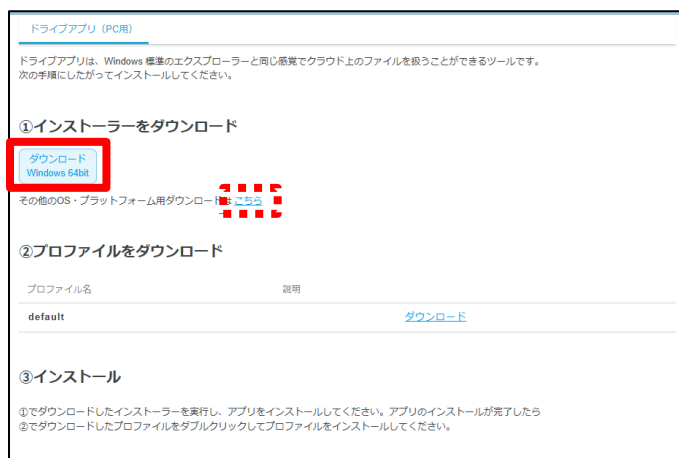 ドライブアプリ（PC用）
ドライブアプリは、Windows 標準のエクスプローラーと同じ感覚でクラウド上のファイルを扱うことができるツールです。
次の手順にしたがってインストールしてください。
①インストーラーをダウンロード
ダウンロード
Windows 64bit
その他のOS・プラットフォーム用ダウンロードは こちら
②プロファイルをダウンロード
プロファイル名 説明
default ダウンロード
③インストール
①でダウンロードしたインストーラーを実行し、アプリをインストールしてください。アプリのインストールが完了したら
②でダウンロードしたプロファイルをダブルクリックしてプロファイルをインストールしてください。